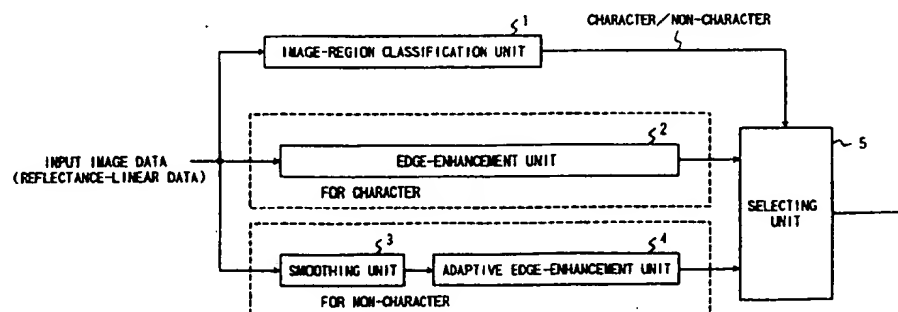 CHARACTER/NON-CHARACTER
1
IMAGE-REGION CLASSIFICATION UNIT
2
5
INPUT IMAGE DATA
(REFLECTANCE-LINEAR DATA)
EDGE-ENHANCEMENT UNIT
FOR CHARACTER
SELECTING
UNIT
3
4
SMOOTHING UNIT
ADAPTIVE EDGE-ENHANCEMENT UNIT
FOR NON-CHARACTER